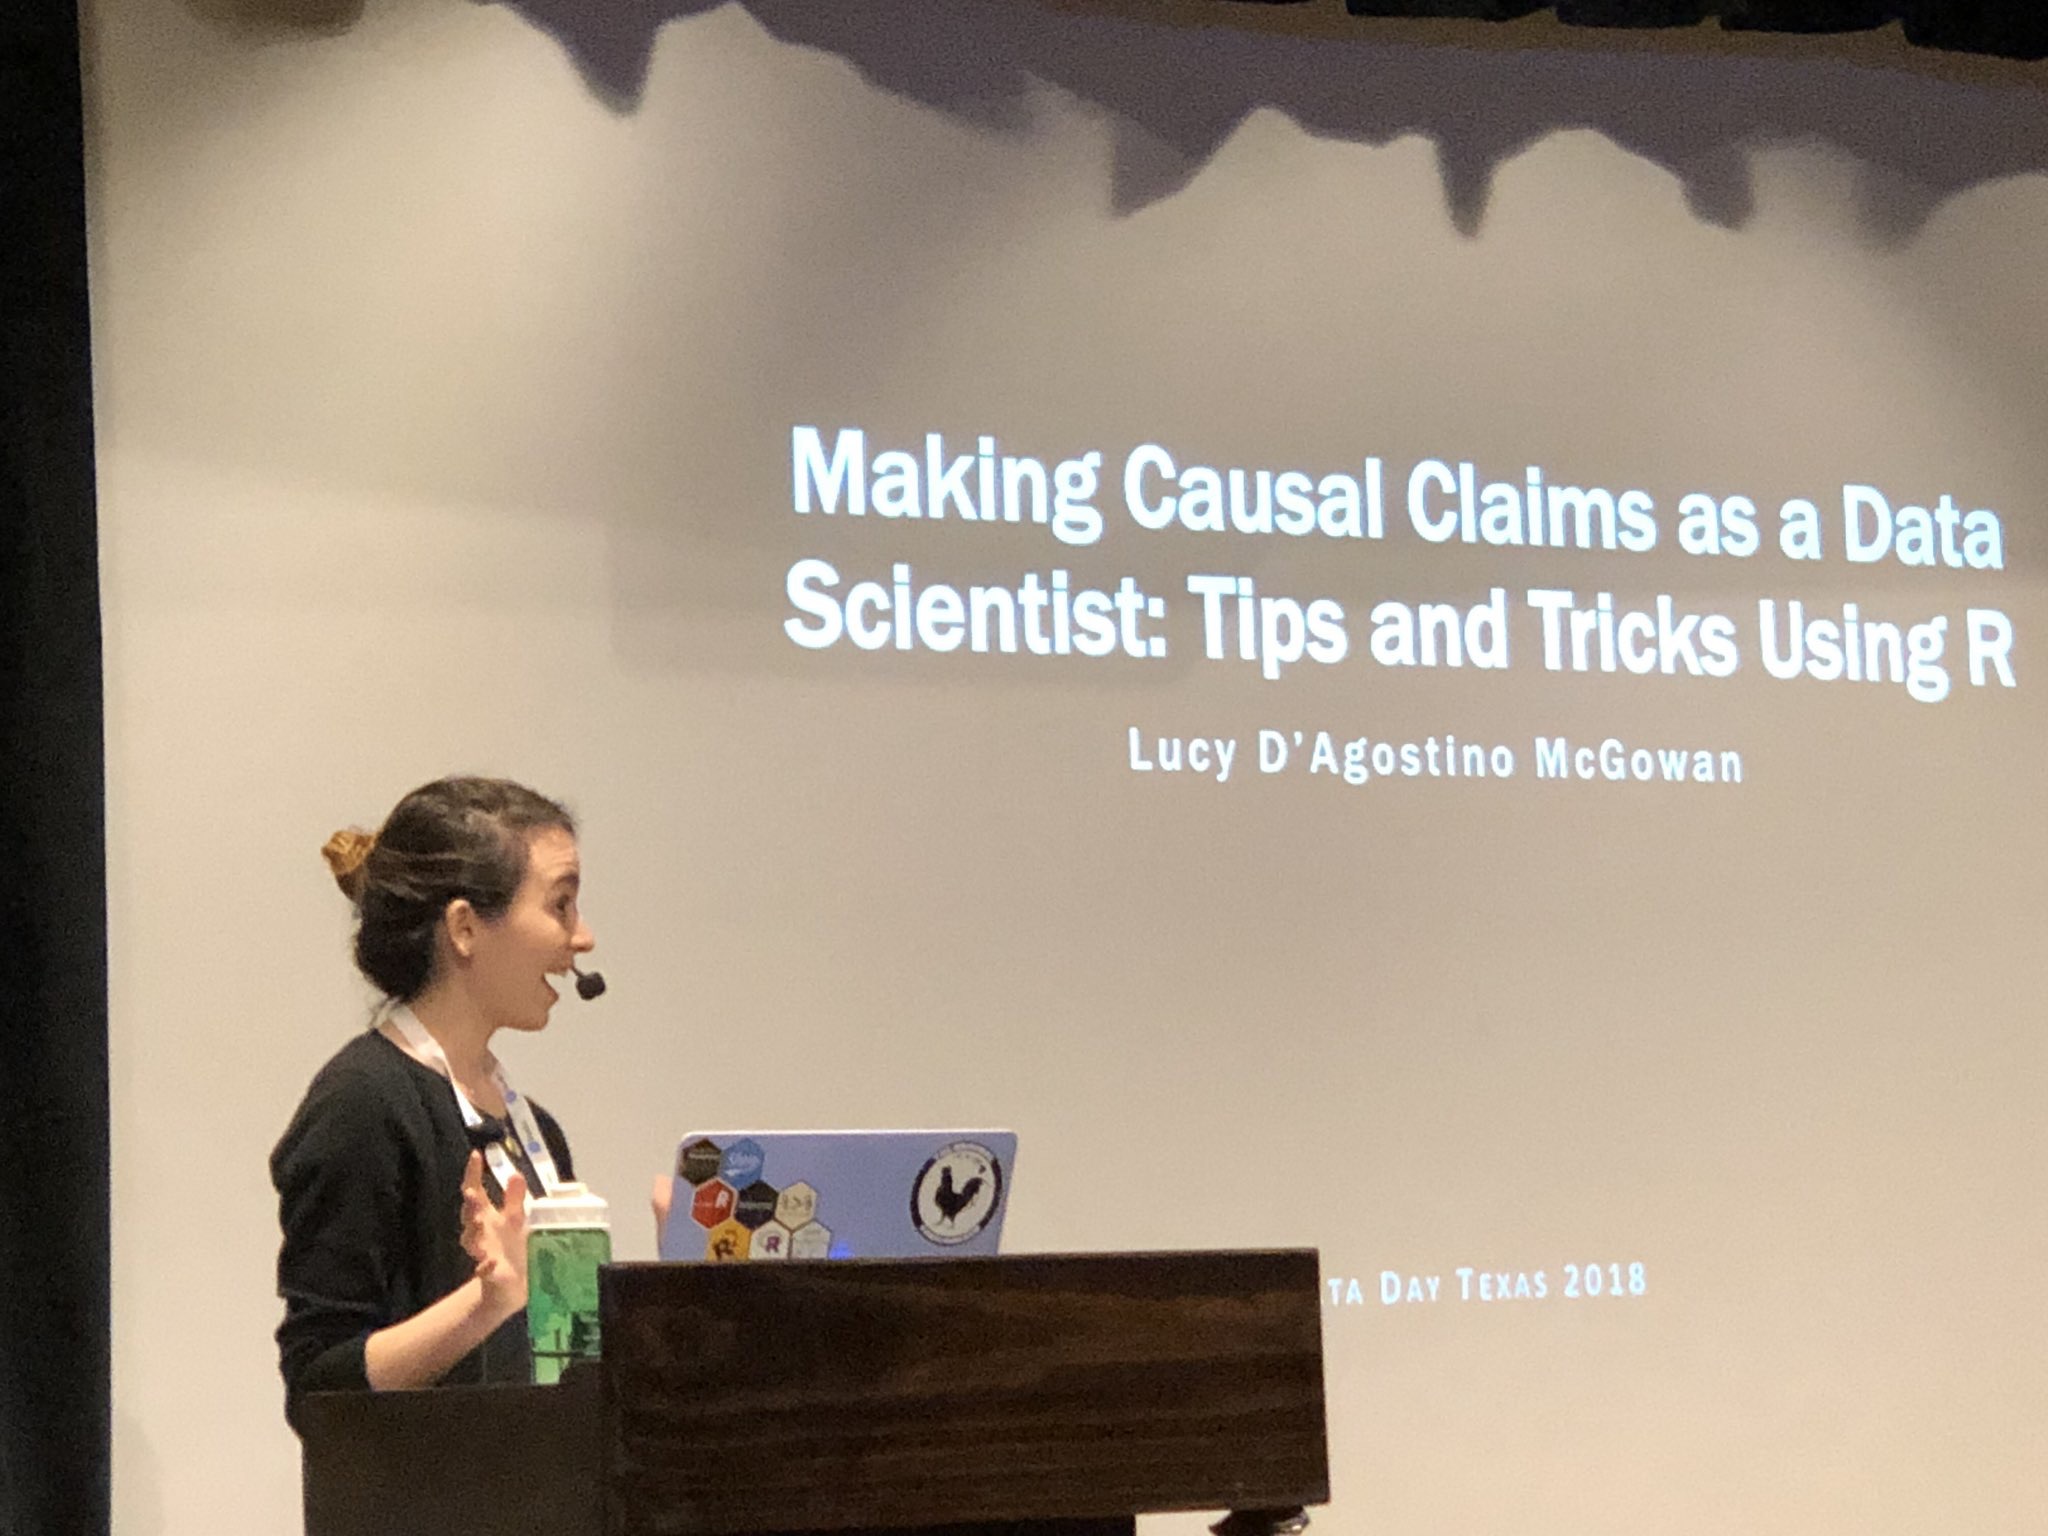 Making Causal Claims as a Data
Scientist: Tips and Tricks Using R
Lucy D’Agostino McGowan
TA DAY TEXAS 2018
R
R